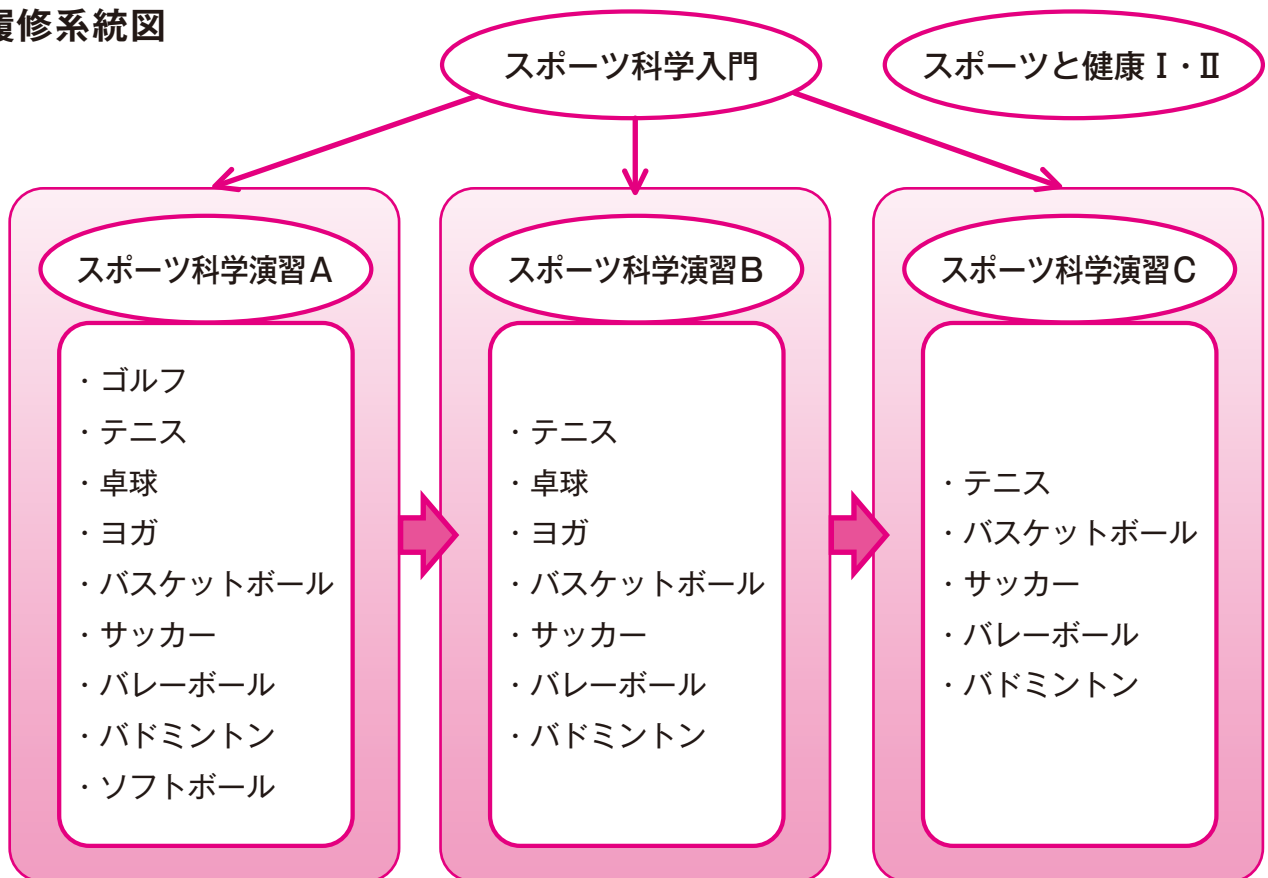 履修系統図
スポーツ科学入門
スポーツと健康Ⅰ・Ⅱ
スポーツ科学演習A
・ゴルフ
・テニス
・卓球
・ヨガ
・バスケットボール
・サッカー
・バレーボール
・バドミントン
・ソフトボール
スポーツ科学演習B
・テニス
・卓球
・ヨガ
・バスケットボール
・サッカー
・バレーボール
・バドミントン
スポーツ科学演習C
・テニス
・バスケットボール
・サッカー
・バレーボール
・バドミントン